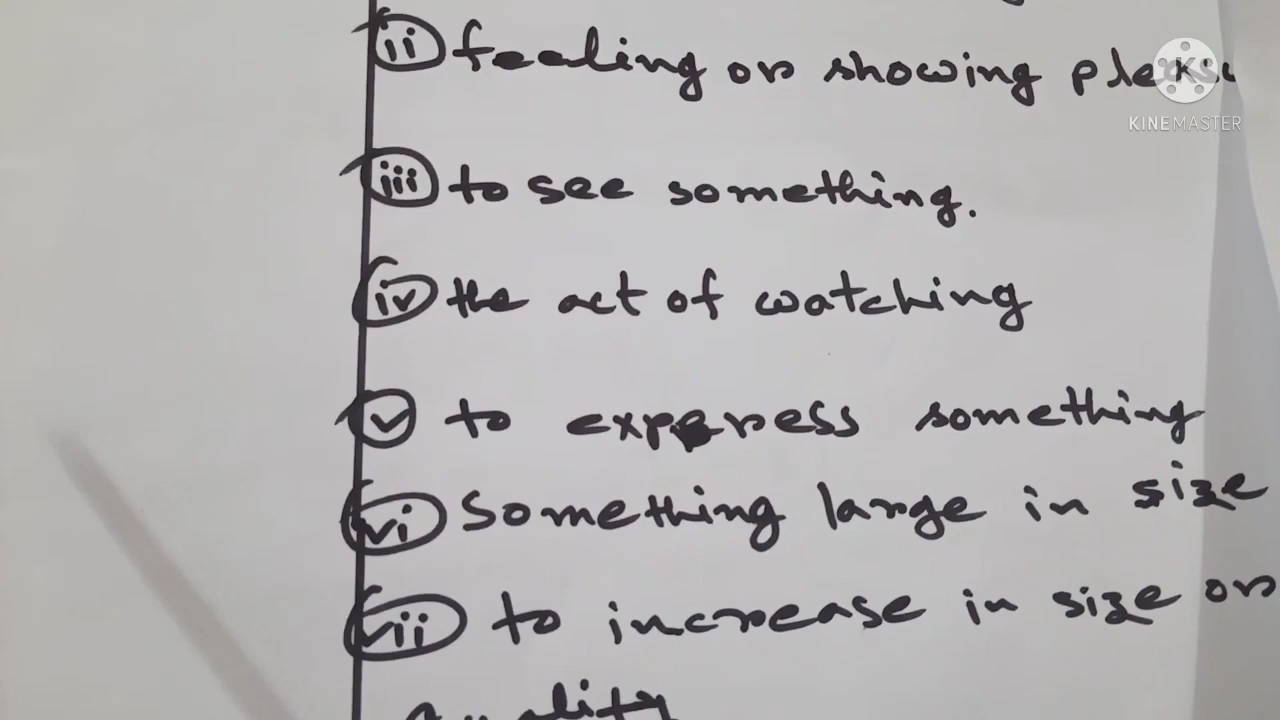 ii feeling or showing
iii to see something.
iv the act of watching
v to express something
vi Something large in size
vii to increase in size or
quality
K
KINEMASTER